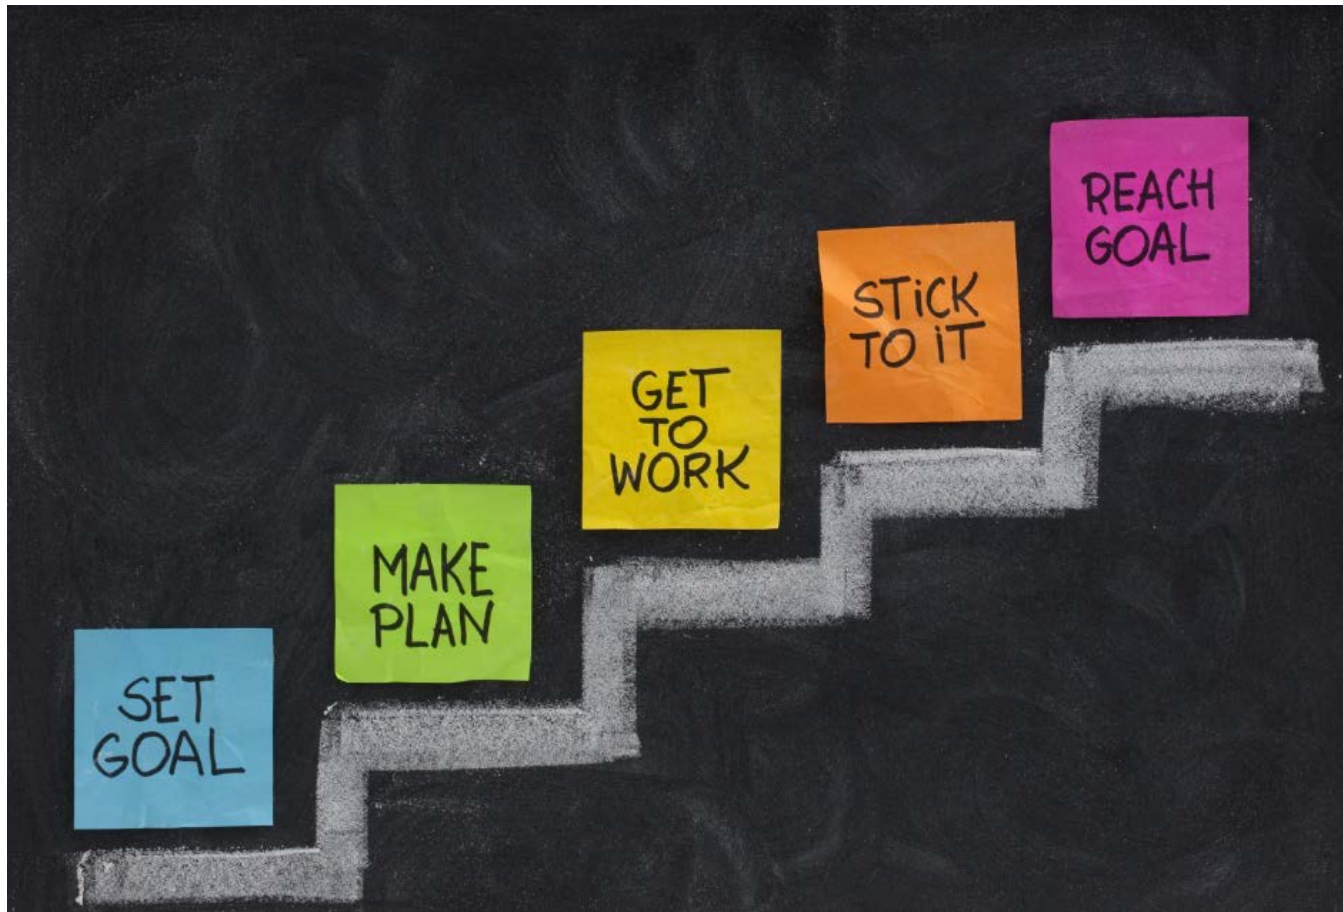 SET
GOAL
MAKE
PLAN
GET
TO
WORK
STiCK
TO iT
REACH
GOAL